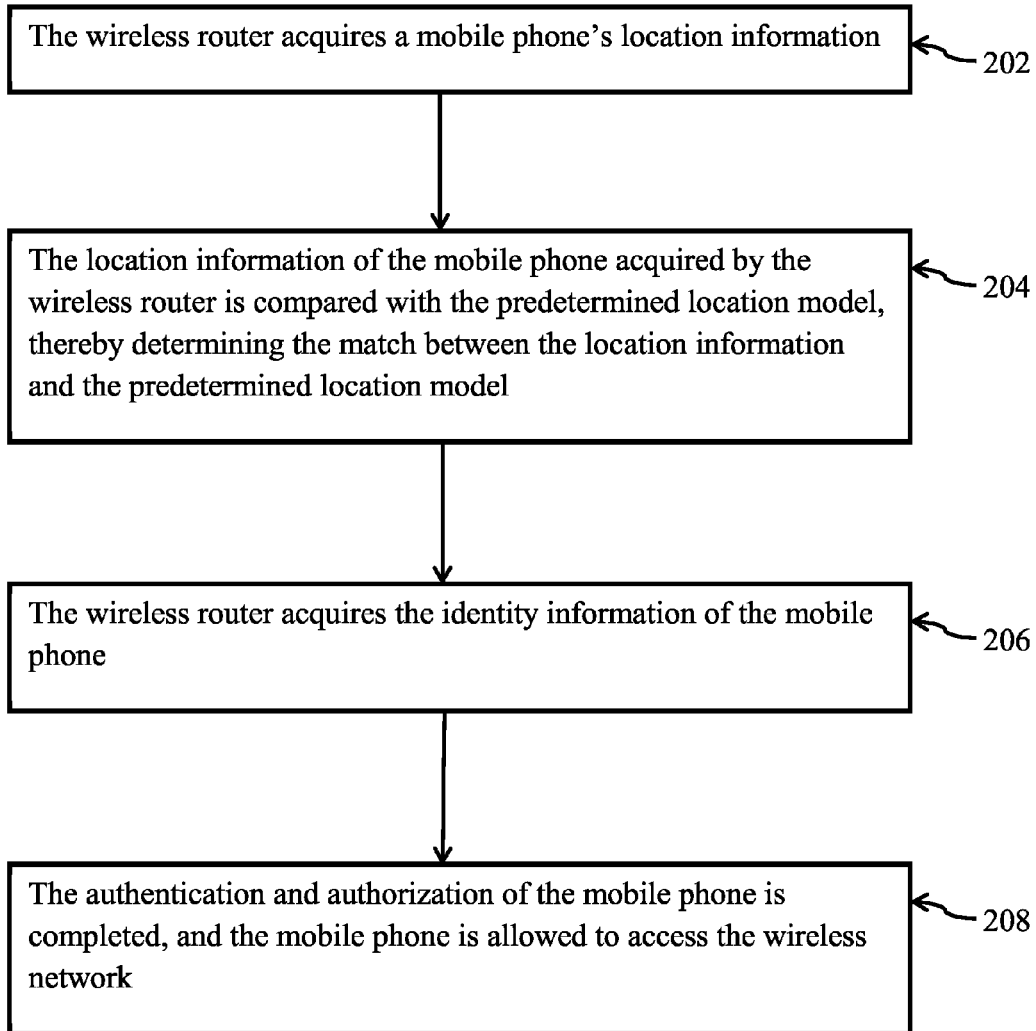 The wireless router acquires a mobile phone’s location information
202
The location information of the mobile phone acquired by the
wireless router is compared with the predetermined location model,
thereby determining the match between the location information
and the predetermined location model
204
The wireless router acquires the identity information of the mobile
phone
206
The authentication and authorization of the mobile phone is
completed, and the mobile phone is allowed to access the wireless
network
208